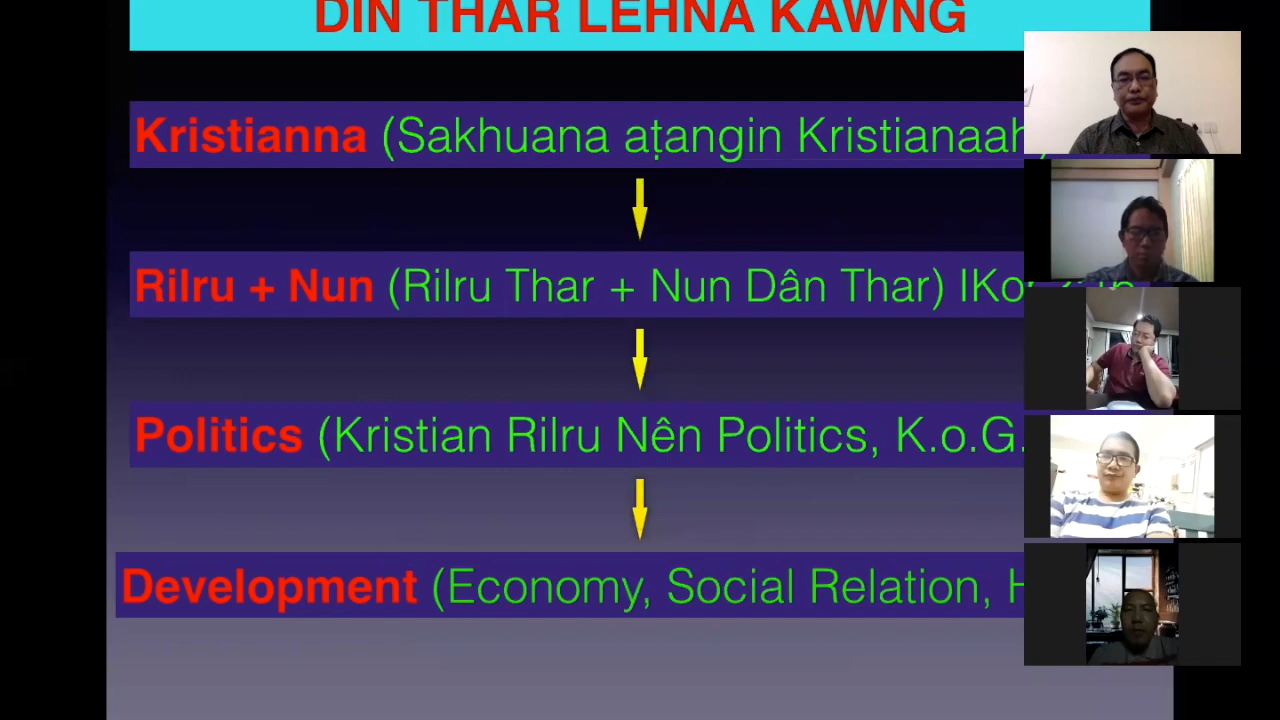 DIN THAR LEHNA KAWNG
Kristianna (Sakhuana aṭangin Kristianaah)
Rilru + Nun (Rilru Thar + Nun Dân Thar)
Politics (Kristian Rilru Nên Politics, K.o.G.
Development (Economy, Social Relation,